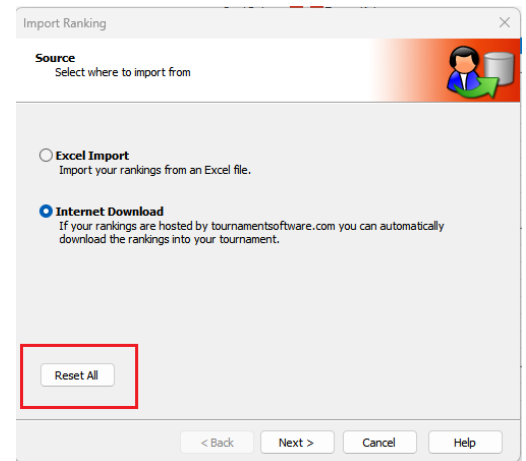 Import Ranking
Source
Select where to import from
Excel Import
Import your rankings from an Excel file.
Internet Download
If your rankings are hosted by tournamentsoftware.com you can automatically
download the rankings into your tournament.
Reset All
< Back
Next >
Cancel
Help